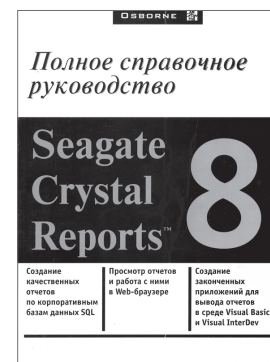 OSBORNE
Полное справочное
руководство
Seagate
Crystal
Reports™
8
Создание
качественных
отчетов
по корпоративным
базам данных SQL
Просмотр отчетов
и работа с ними
в Web-браузере
Создание
законченных
приложений для
вывода отчетов
в среде Visual Basic
и Visual InterDev